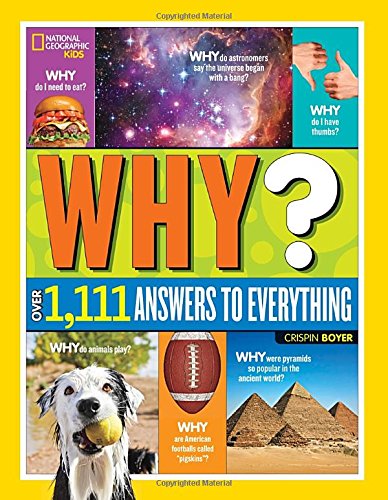 Copyrighted Material
NATIONAL
GEOGRAPHIC
KiDS
WHY
do I need to eat?
WHY do astronomers
say the universe began
with a bang?
WHY
do I have
thumbs?
WHY?
OVER 1,111 ANSWERS TO EVERYTHING
CRISPIN BOYER
WHY do animals play?
WHY
are American
footballs called
"pigskins"?
WHY were pyramids
so popular in the
ancient world?
Copyrighted Material